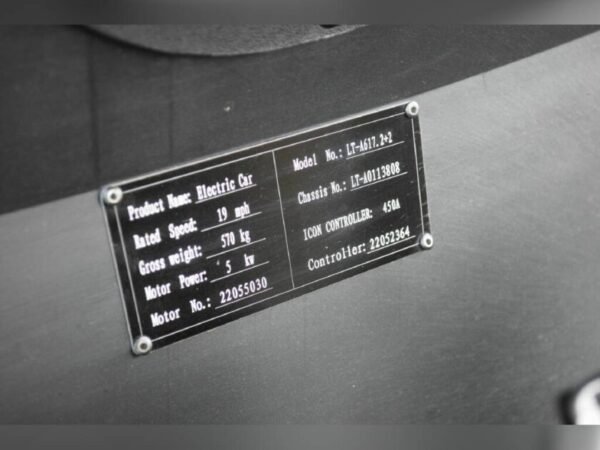 Product Name: Electric Car
Rated Speed: 19 mph
Gross weight: 570 kg
Motor Power: 5 kw
Motor No.: 22055030
Model No.: LT-A617.2+2
Chassis No.: LT-A0113808
ICON CONTROLLER: 450A
Controller: 22052364